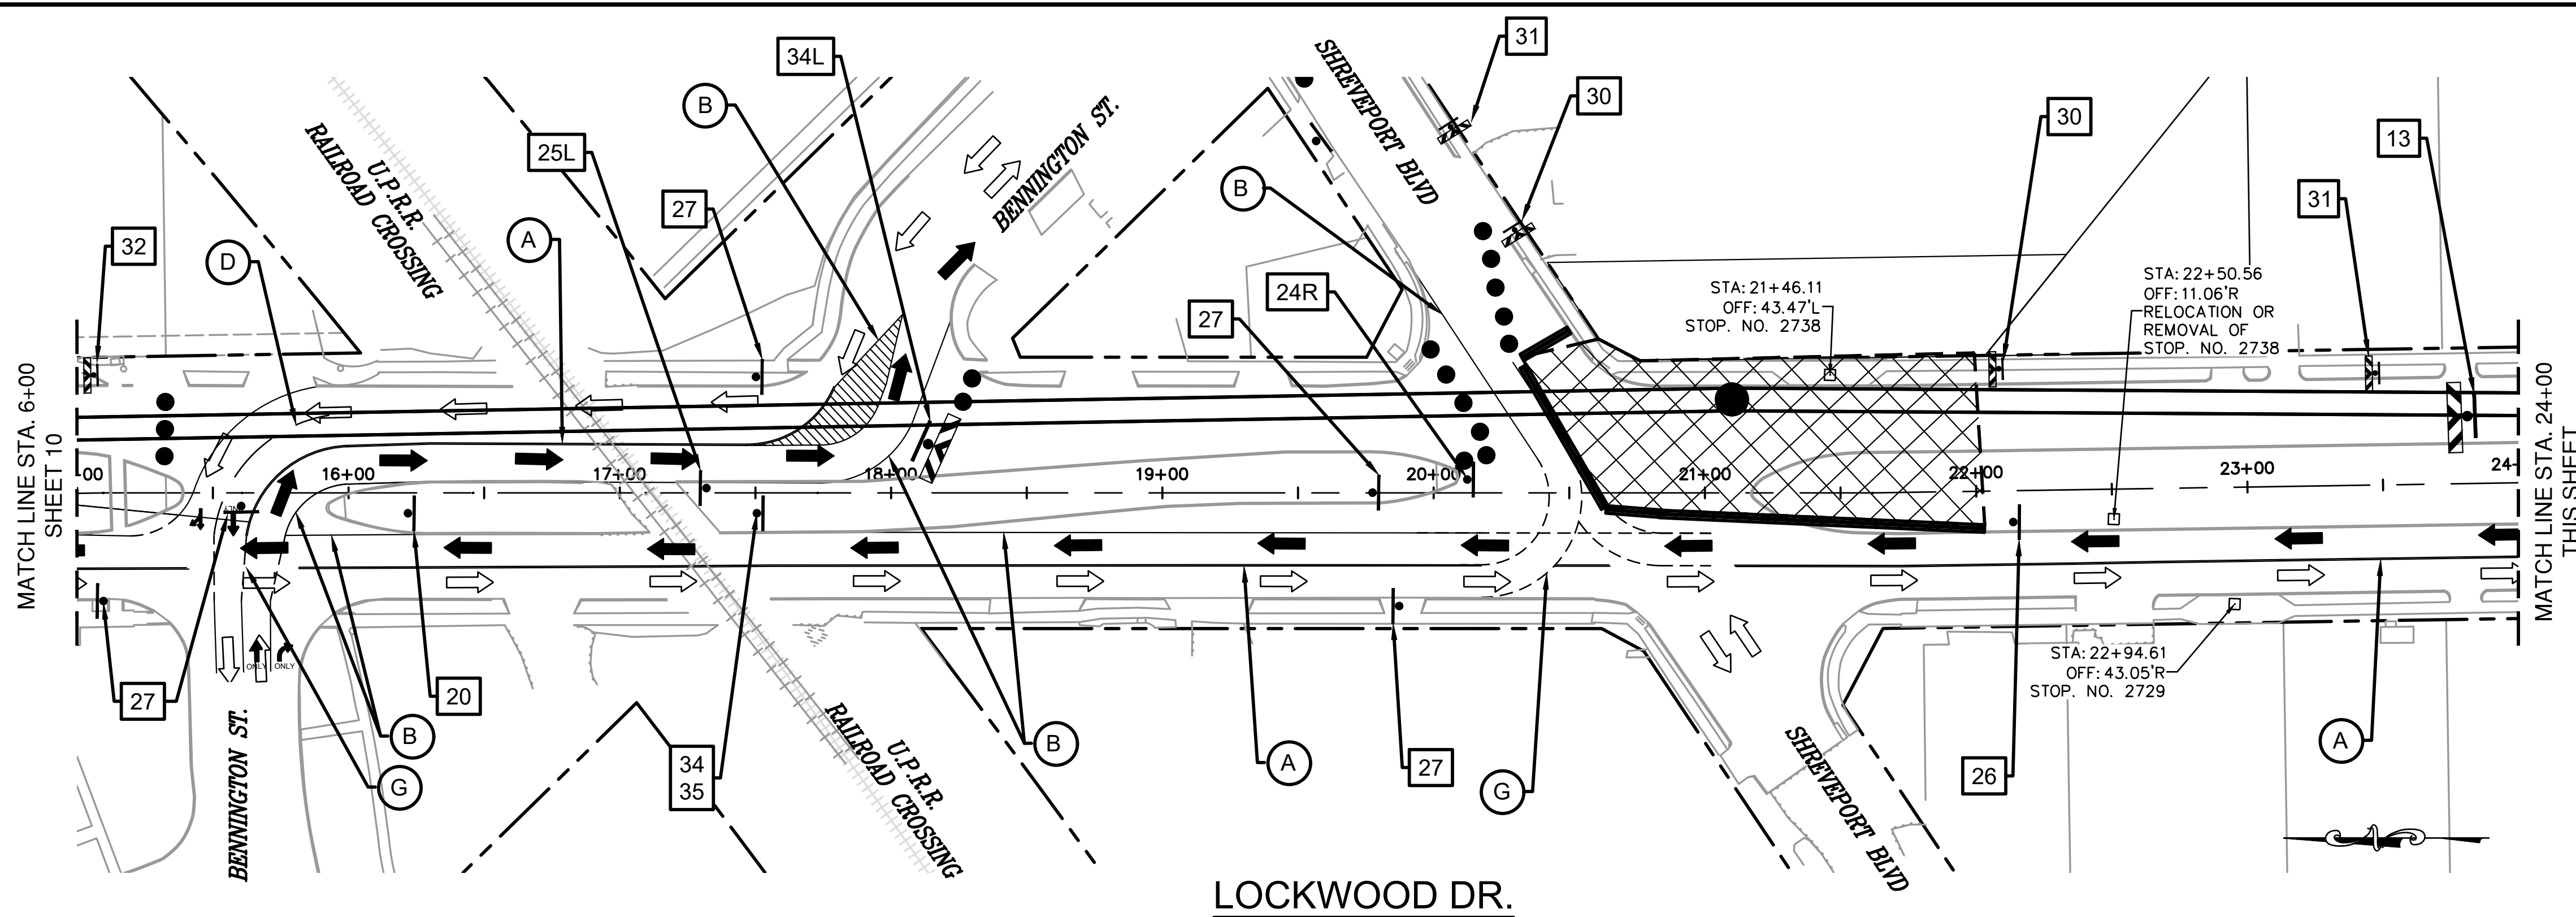 31
34L
30
B
30
13
25L
B
27
31
32
D
A
24R
27
U.P.R.R.
RAILROAD CROSSING
BENNINGTON ST.
SHREVEPORT BLVD
STA: 21+46.11
OFF: 43.47'L
STOP. NO. 2738
STA: 22+50.56
OFF: 11.06'R
RELOCATION OR
REMOVAL OF
STOP. NO. 2738
MATCH LINE STA. 6+00
SHEET 10
00
16+00
17+00
18+00
19+00
20+00
21+00
22+00
23+00
24-
MATCH LINE STA. 24+00
THIS SHEET
ONLY
ONLY
27
20
B
G
BENNINGTON ST.
34
35
U.P.R.R.
RAILROAD CROSSING
B
A
27
G
STA: 22+94.61
OFF: 43.05'R
STOP. NO. 2729
26
A
SHREVEPORT BLVD
LOCKWOOD DR.